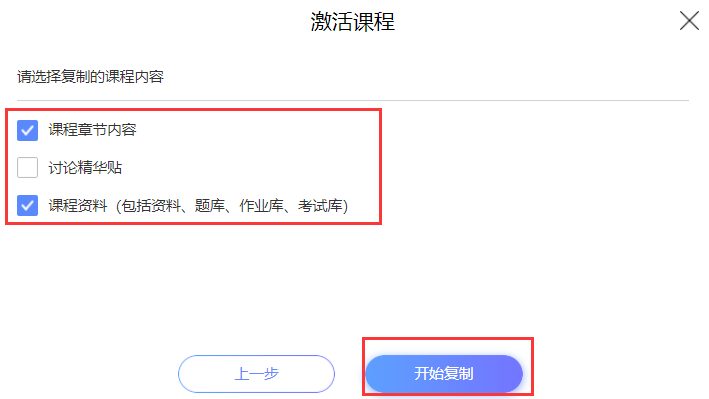 激活课程
请选择复制的课程内容
课程章节内容
讨论精华贴
课程资料（包括资料、题库、作业库、考试库）
上一步
开始复制